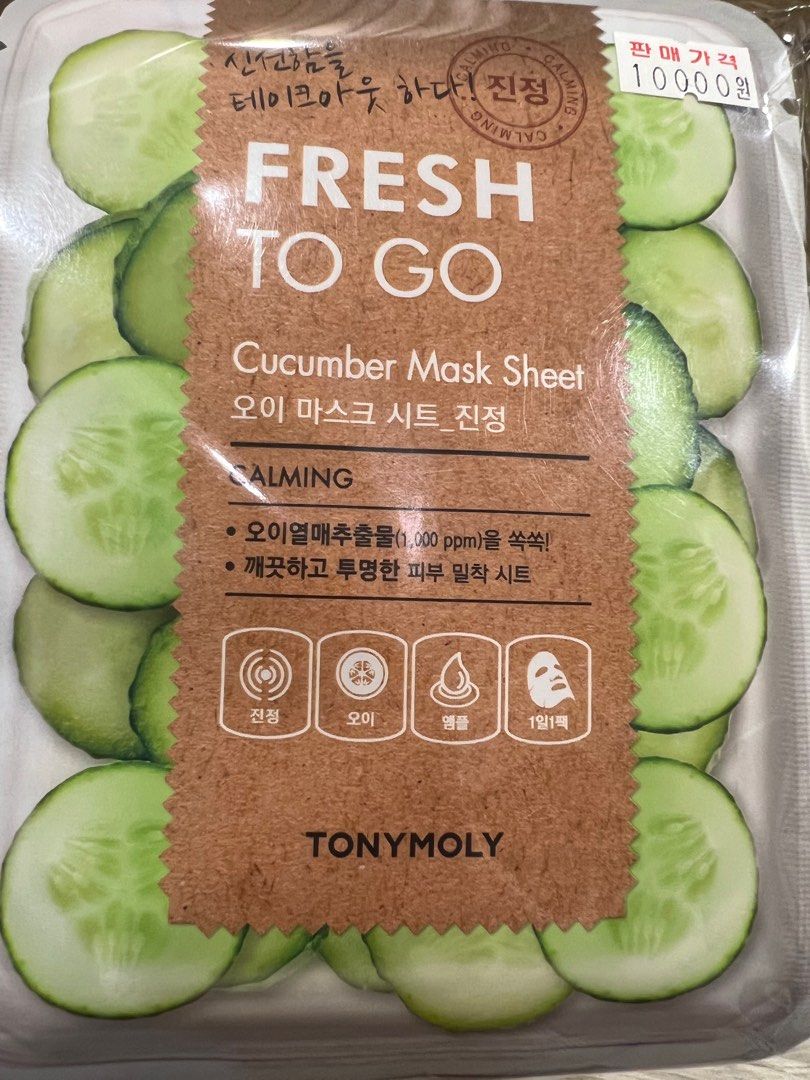 신선함을
테이크아웃 하다!
CALMING • CALMING • CALMING •
진정
판매가격
10000원
FRESH
TO GO
Cucumber Mask Sheet
오이 마스크 시트_진정
CALMING
• 오이열매추출물(1,000 ppm)을 쏙쏙!
• 깨끗하고 투명한 피부 밀착 시트
진정 오이 앰플 1일1팩
TONYMOLY